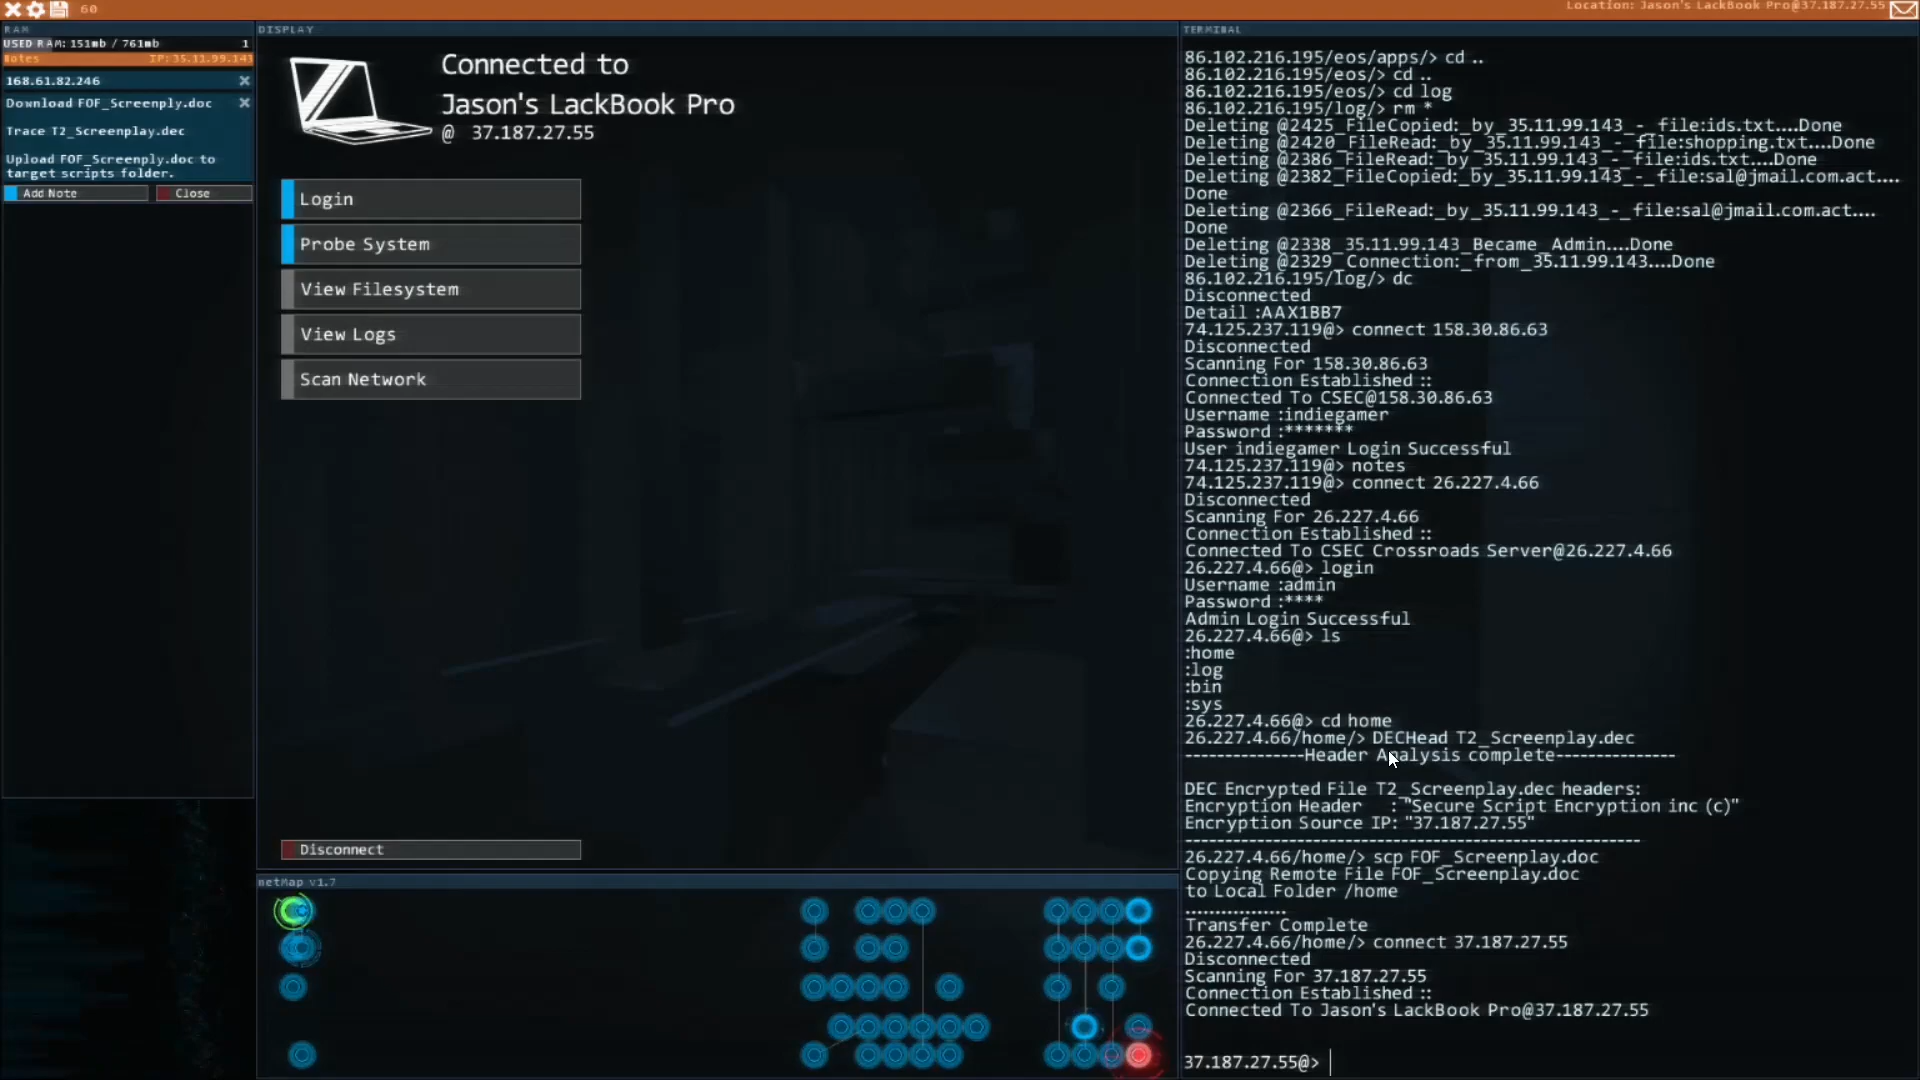 60
Location: Jason's LackBook Pro@37.187.27.55
RAM
USED RAM: 151mb / 761mb 1
Notes IP:35.11.99.143
168.61.82.246
Download FOF_Screenply.doc
Trace T2_Screenplay.dec
Upload FOF_Screenply.doc to
target scripts folder.
Add Note Close
DISPLAY
Connected to
Jason's LackBook Pro
@ 37.187.27.55
Login
Probe System
View Filesystem
View Logs
Scan Network
Disconnect
netMap v1.7
TERMINAL
86.102.216.195/eos/apps/> cd ..
86.102.216.195/eos/> cd ..
86.102.216.195/eos/> cd log
86.102.216.195/log/> rm *
Deleting @2425_FileCopied:_by_35.11.99.143_-_file:ids.txt....Done
Deleting @2420_FileRead:_by_35.11.99.143_-_file:shopping.txt....Done
Deleting @2386_FileRead:_by_35.11.99.143_-_file:ids.txt....Done
Deleting @2382_FileCopied:_by_35.11.99.143_-_file:sal@jmail.com.act....
Done
Deleting @2366_FileRead:_by_35.11.99.143_-_file:sal@jmail.com.act....
Done
Deleting @2338_35.11.99.143_Became_Admin....Done
Deleting @2329_Connection:_from_35.11.99.143....Done
86.102.216.195/log/> dc
Disconnected
Detail :AAX1BB7
74.125.237.119@> connect 158.30.86.63
Disconnected
Scanning For 158.30.86.63
Connection Established ::
Connected To CSEC@158.30.86.63
Username :indiegamer
Password :*******
User indiegamer Login Successful
74.125.237.119@> notes
74.125.237.119@> connect 26.227.4.66
Disconnected
Scanning For 26.227.4.66
Connection Established ::
Connected To CSEC Crossroads Server@26.227.4.66
26.227.4.66@> login
Username :admin
Password :****
Admin Login Successful
26.227.4.66@> ls
:home
:log
:bin
:sys
26.227.4.66@> cd home
26.227.4.66/home/> DECHead T2_Screenplay.dec
---------------Header Analysis complete---------------
DEC Encrypted File T2_Screenplay.dec headers:
Encryption Header : "Secure Script Encryption inc (c)"
Encryption Source IP: "37.187.27.55"
------------------------------------------------------
26.227.4.66/home/> scp FOF_Screenplay.doc
Copying Remote File FOF_Screenplay.doc
to Local Folder /home
.................
Transfer Complete
26.227.4.66/home/> connect 37.187.27.55
Disconnected
Scanning For 37.187.27.55
Connection Established ::
Connected To Jason's LackBook Pro@37.187.27.55
37.187.27.55@>